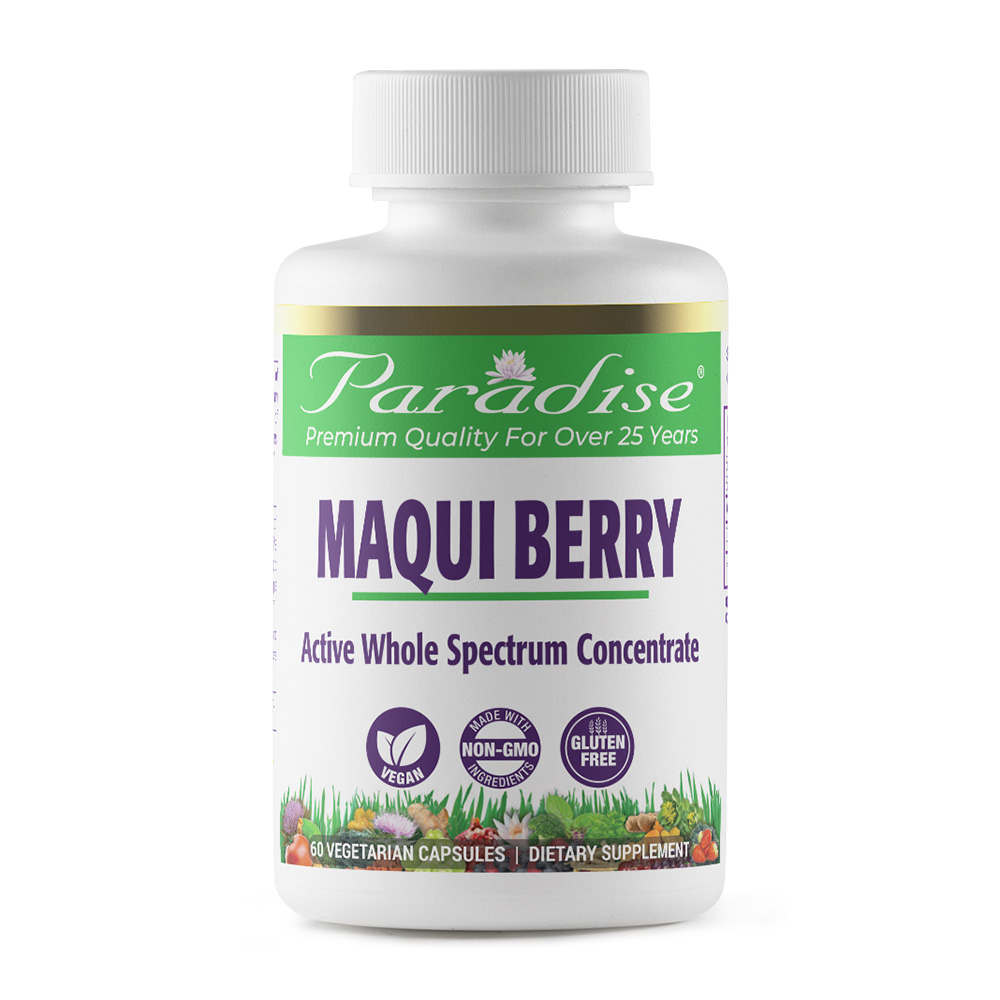 Paradise®
Premium Quality For Over 25 Years
MAQUI BERRY
Active Whole Spectrum Concentrate
VEGAN
MADE WITH
NON-GMO
INGREDIENTS
GLUTEN
FREE
60 VEGETARIAN CAPSULES | DIETARY SUPPLEMENT